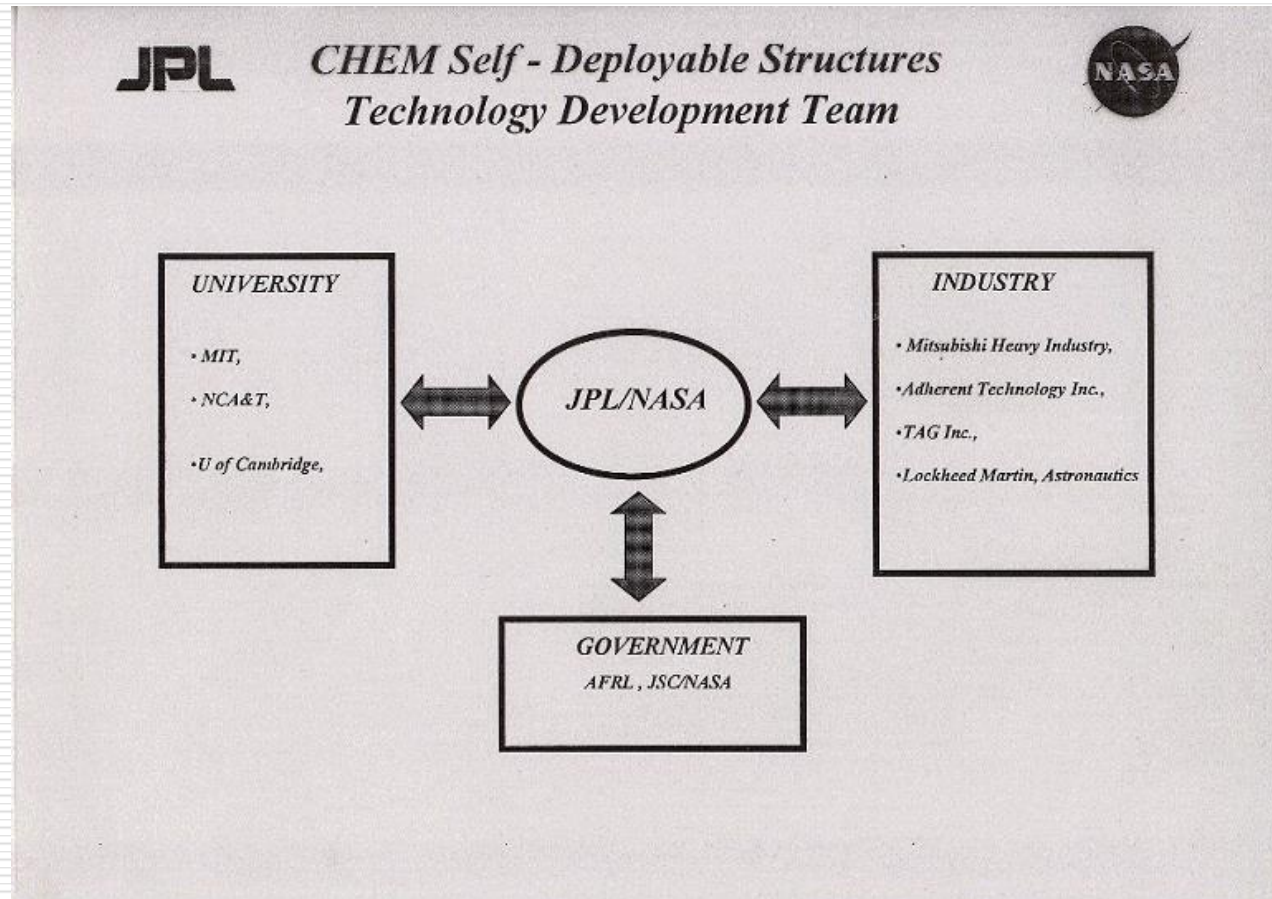 JPL
CHEM Self - Deployable Structures
Technology Development Team
NASA
UNIVERSITY
• MIT,
• NCA&T,
•U of Cambridge,
JPL/NASA
INDUSTRY
• Mitsubishi Heavy Industry,
•Adherent Technology Inc.,
•TAG Inc.,
•Lockheed Martin, Astronautics
GOVERNMENT
AFRL , JSC/NASA